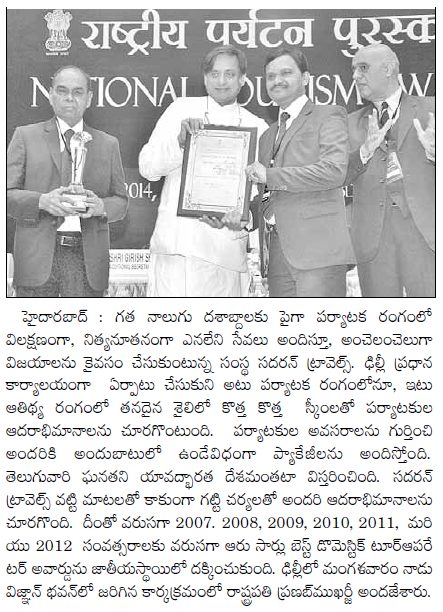 राष्ट्रीय पर्यटन पुरस्क
NATIONAL TOURISM AW
2014,
SHRI GIRISH S
ADDITIONAL SECRETAR
హైదారబాద్ : గత నాలుగు దశాబ్దాలకు పైగా పర్యాటక రంగంలో
విలక్షణంగా, నిత్యనూతనంగా ఎనలేని సేవలు అందిస్తూ, అంచెలంచెలుగా
విజయాలను కైవసం చేసుకుంటున్న సంస్థ సదరన్ ట్రావెల్స్. ఢిల్లీ ప్రధాన
కార్యాలయంగా ఏర్పాటు చేసుకుని అటు పర్యాటక రంగంలోనూ, ఇటు
ఆతిథ్య రంగంలో తనదైన శైలిలో కొత్త కొత్త స్కీంలతో పర్యాటకుల
ఆదరాభిమానాలను చూరగొంటుంది. పర్యాటకుల అవసరాలను గుర్తించి
అందరికి అందుబాటులో ఉండేవిధంగా ప్యాకేజీలను అందిస్తోంది.
తెలుగువారి ఘనతని యావద్భారత దేశమంతటా విస్తరించింది. సదరన్
ట్రావెల్స్ వట్టి మాటలతో కాకుంగా గట్టి చర్యలతో అందరి ఆదరాభిమానాలను
చూరగొంది. దీంతో వరుసగా 2007. 2008, 2009, 2010, 2011, మరి
యు 2012 సంవత్సరాలకు వరుసగా ఆరు సార్లు బెస్ట్ డొమెస్టిక్ టూర్ఆపరే
టర్ అవార్డును జాతీయస్థాయిలో దక్కించుకుంది. ఢిల్లీలో మంగళవారం నాడు
విజ్ఞాన్ భవన్‌లో జరిగిన కార్యక్రమంలో రాష్ట్రపతి ప్రణబ్‌ముఖర్జీ అందజేశారు.